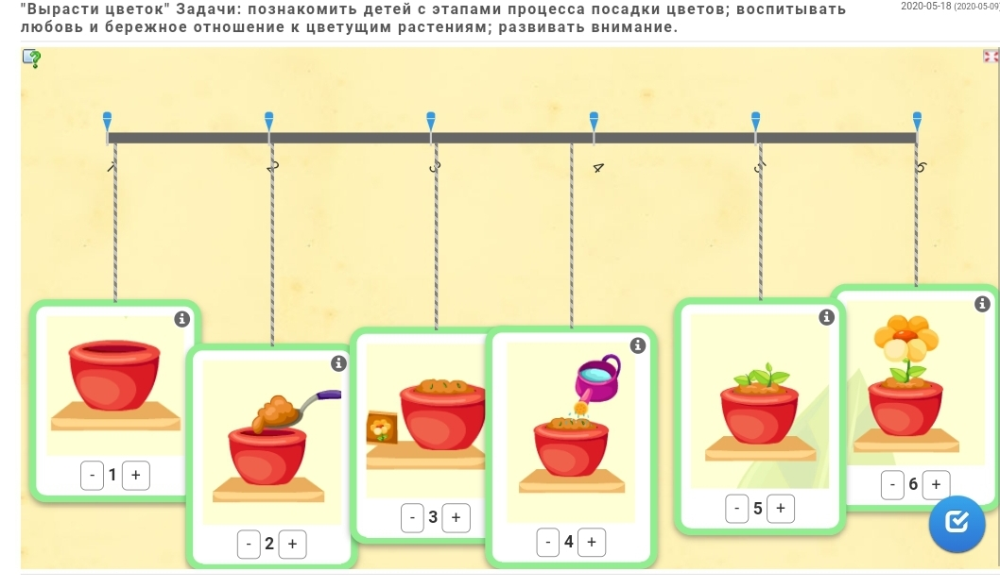 "Вырасти цветок" Задачи: познакомить детей с этапами процесса посадки цветов; воспитывать
любовь и бережное отношение к цветущим растениям; развивать внимание.
2020-05-18 (2020-05-09)
1 2 3 4 5 6
- 1 +
- 2 +
- 3 +
- 4 +
- 5 +
- 6 +